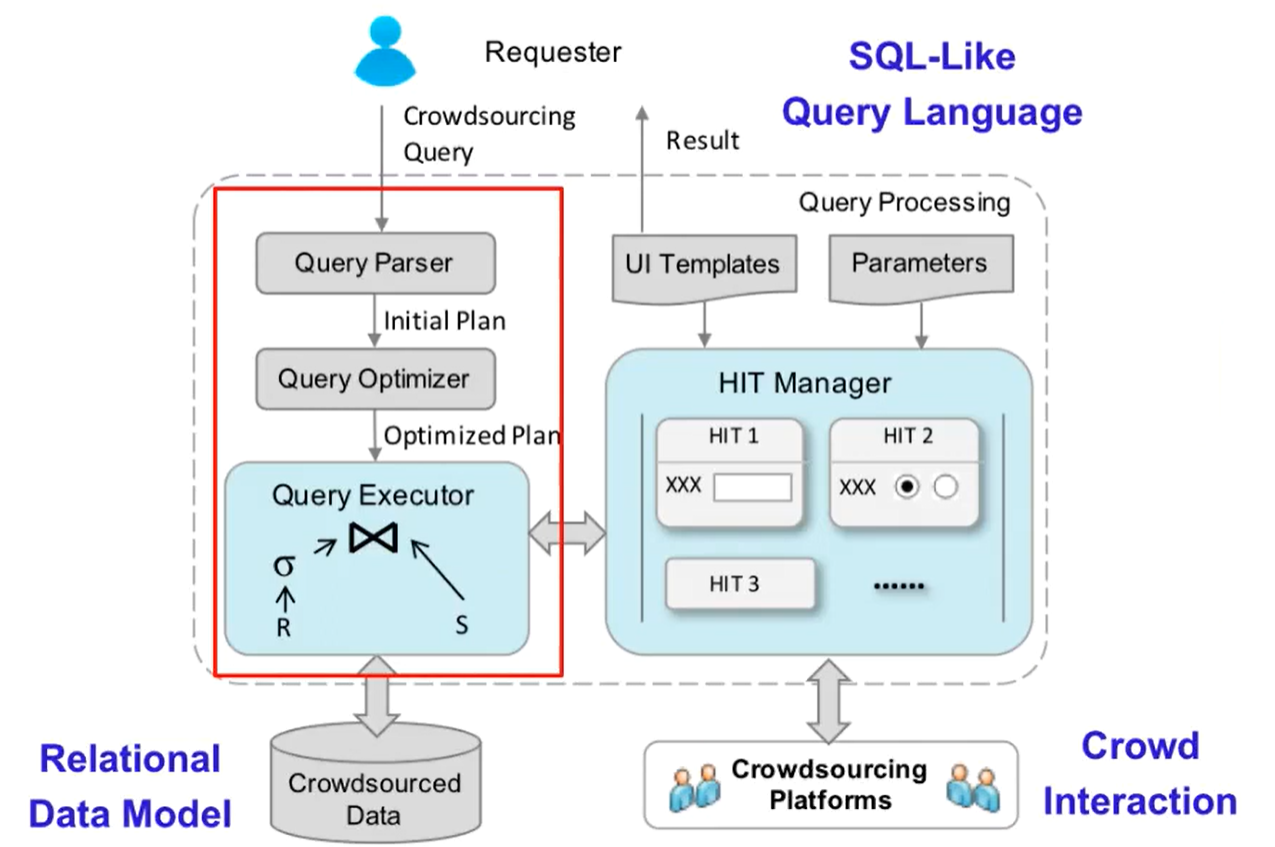 Requester
SQL-Like
Query Language
Crowdsourcing
Query
Result
Query Processing
Query Parser
UI Templates
Parameters
Initial Plan
Query Optimizer
HIT Manager
Optimized Plan
HIT 1
HIT 2
XXX
XXX
Query Executor
⋈
σ
R
S
HIT 3
......
Relational
Data Model
Crowdsourced
Data
Crowdsourcing
Platforms
Crowd
Interaction